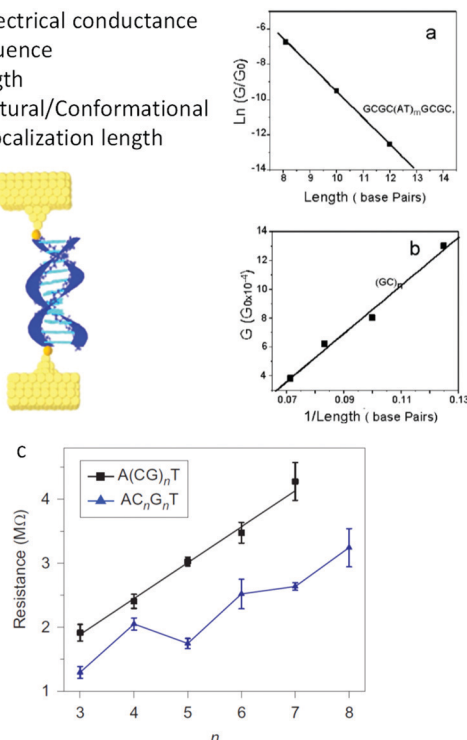 lectrical conductance
uence
gth
tural/Conformational
ocalization length
a
Ln (G/G0)
-6
-8
-10
-12
-14
GCGC(AT)mGCGC,
8 9 10 11 12 13 14
Length ( base Pairs)
b
G (G0x10-4)
14
12
10
8
6
4
(GC)n
0.07 0.09 0.11 0.13
1/Length ( base Pairs)
c
A(CG)nT
ACnGnT
Resistance (MΩ)
4
3
2
1
3 4 5 6 7 8
n